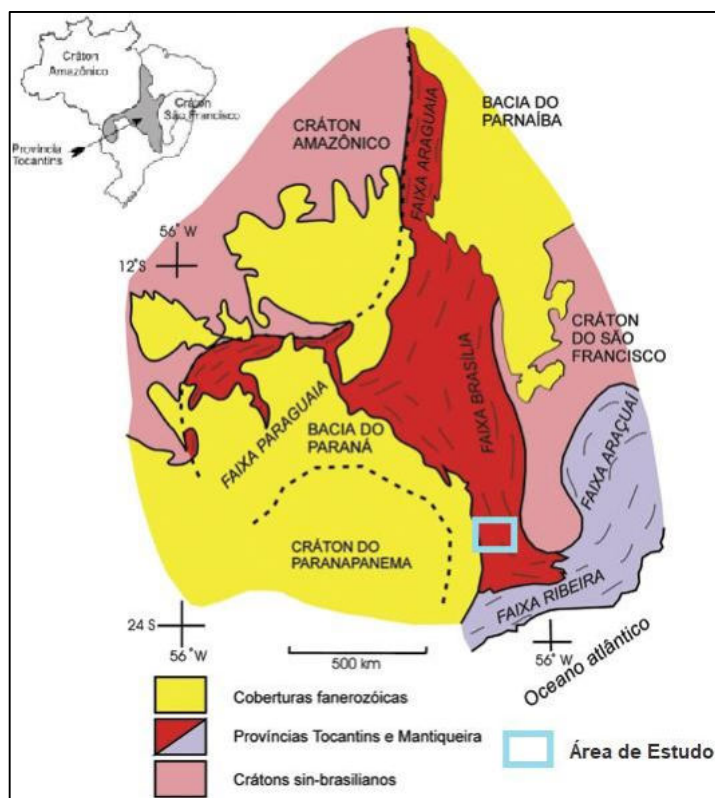 Cráton
Amazônico
Cráton
São Francisco
Província
Tocantins
CRÁTON
AMAZÔNICO
FAIXA ARAGUAIA
BACIA DO
PARNAÍBA
56° W
12°S
CRÁTON
DO SÃO
FRANCISCO
FAIXA BRASÍLIA
FAIXA ARAÇUAÍ
FAIXA PARAGUAIA
BACIA DO
PARANÁ
CRÁTON DO
PARANAPANEMA
FAIXA RIBEIRA
24 S
56° W
500 km
56° W
Oceano atlântico
Coberturas fanerozóicas
Províncias Tocantins e Mantiqueira
Área de Estudo
Crátons sin-brasilianos